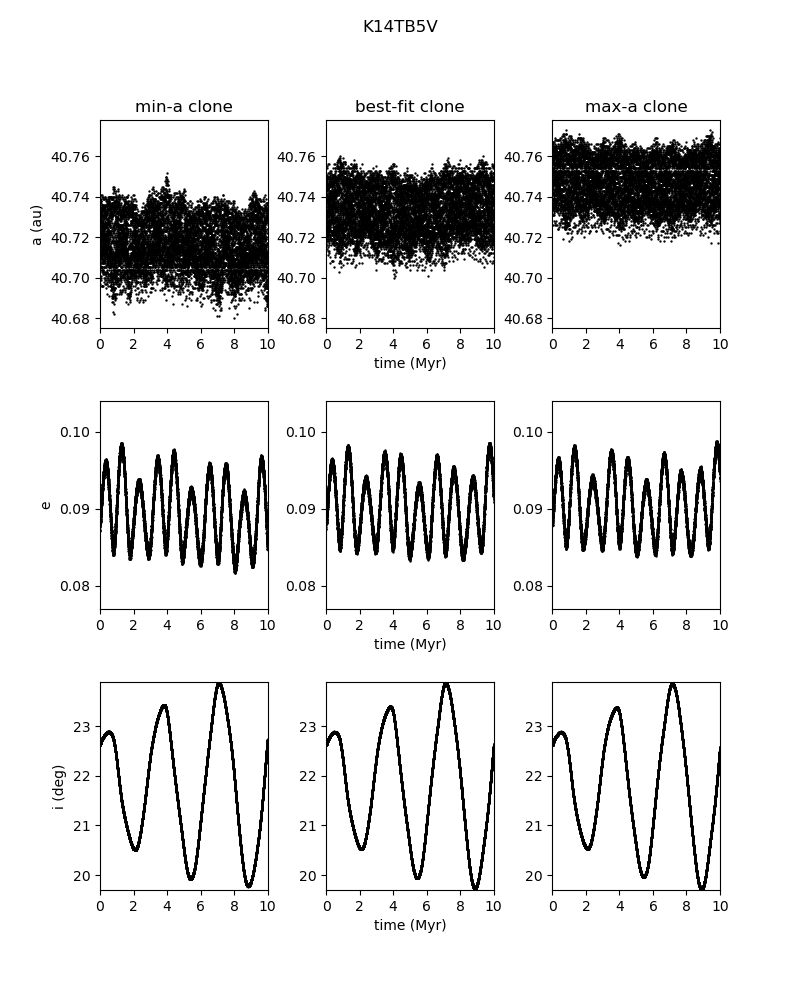 K14TB5V
min-a clone best-fit clone max-a clone
40.76 40.76 40.76
40.74 40.74 40.74
a (au)
40.72 40.72 40.72
40.70 40.70 40.70
40.68 40.68 40.68
0 2 4 6 8 10 0 2 4 6 8 10 0 2 4 6 8 10
time (Myr)
0.10 0.10 0.10
e
0.09 0.09 0.09
0.08 0.08 0.08
0 2 4 6 8 10 0 2 4 6 8 10 0 2 4 6 8 10
time (Myr)
23 23 23
22 22 22
i (deg)
21 21 21
20 20 20
0 2 4 6 8 10 0 2 4 6 8 10 0 2 4 6 8 10
time (Myr)